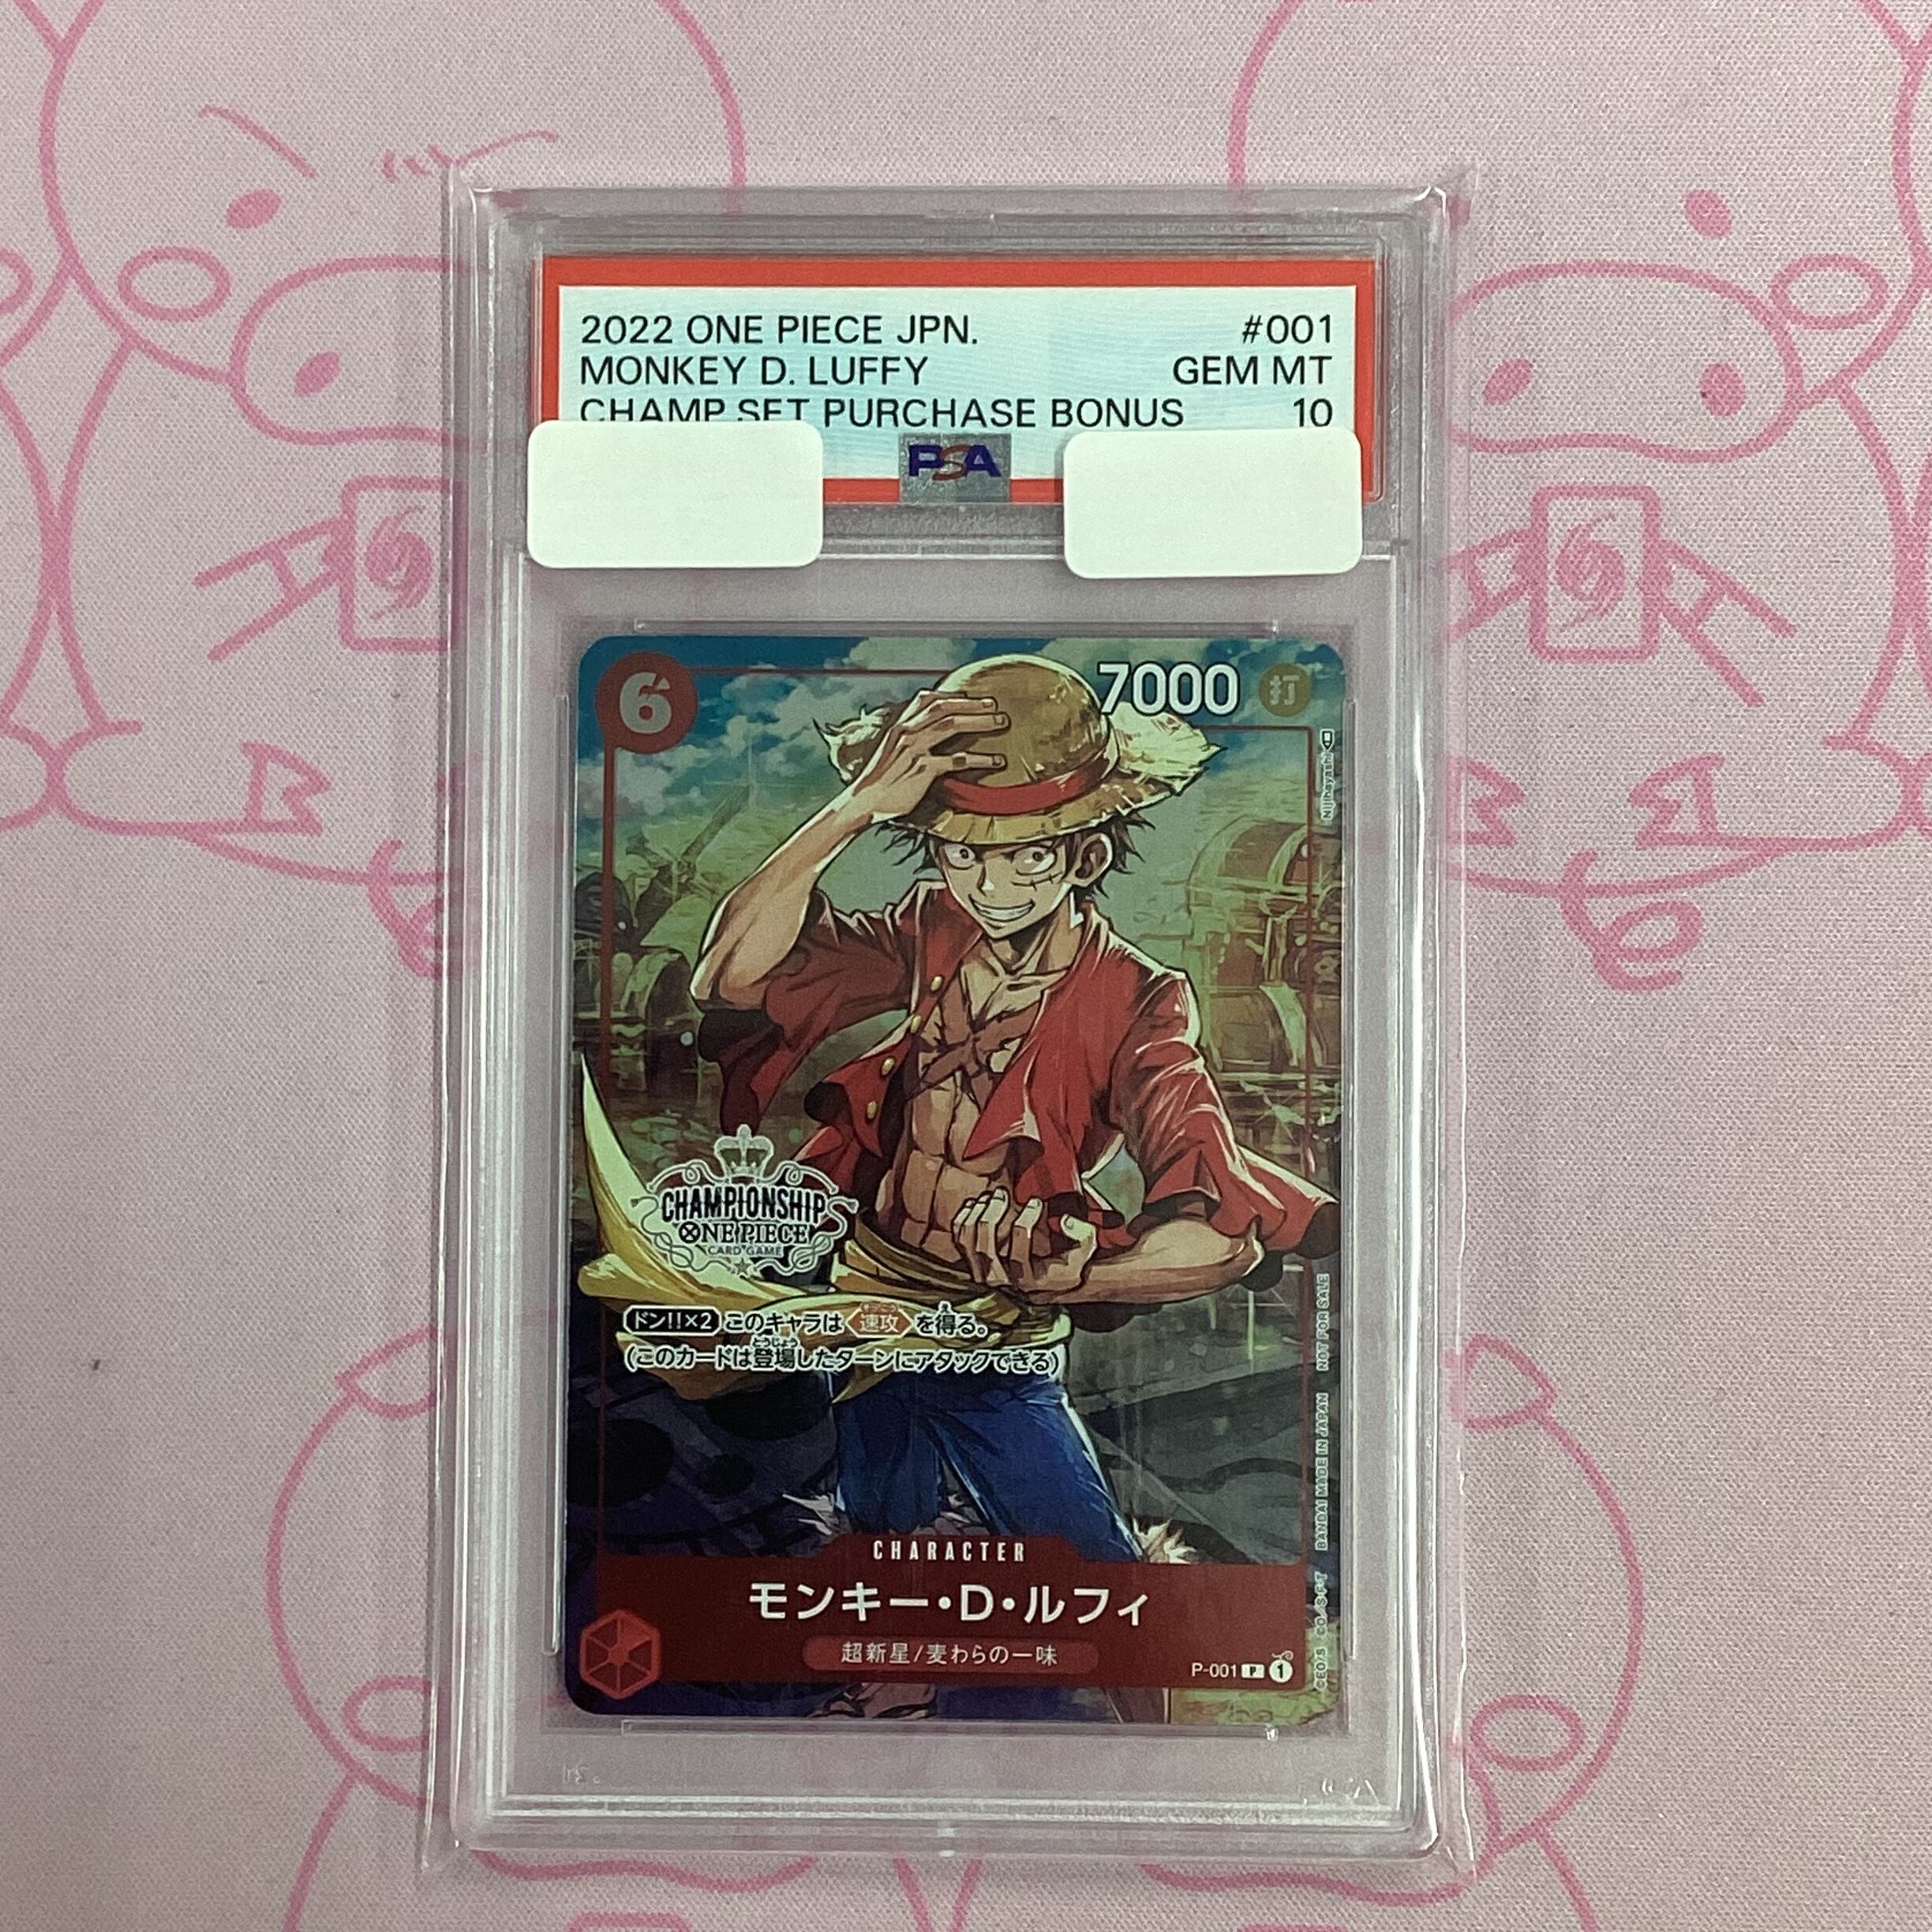 2022 ONE PIECE JPN. #001
MONKEY D. LUFFY GEM MT
CHAMP SET PURCHASE BONUS 10
PSA
6 7000 打
Nijihayashi
CHAMPIONSHIP
ONE PIECE
CARD GAME
ドン!!×2 このキャラは 速攻 を得る。
(このカードは登場したターンにアタックできる)
NOT FOR SALE
BANDAI MADE IN JAPAN
CHARACTER
モンキー・D・ルフィ
超新星/麦わらの一味
P-001 P 1